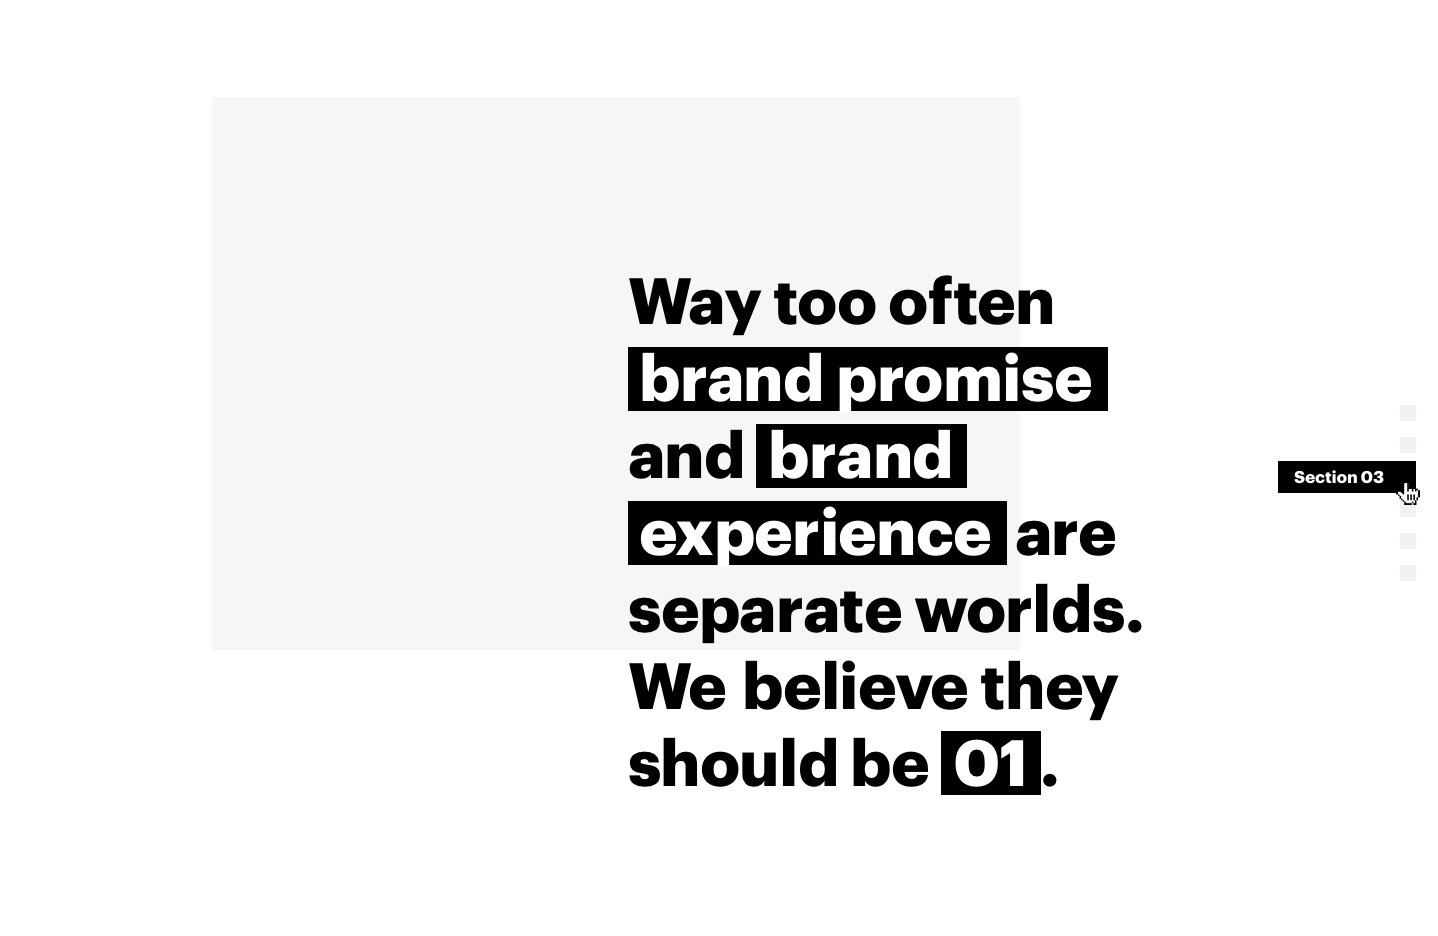 Way too often
brand promise
and brand
experience are
separate worlds.
We believe they
should be 01.
Section 03